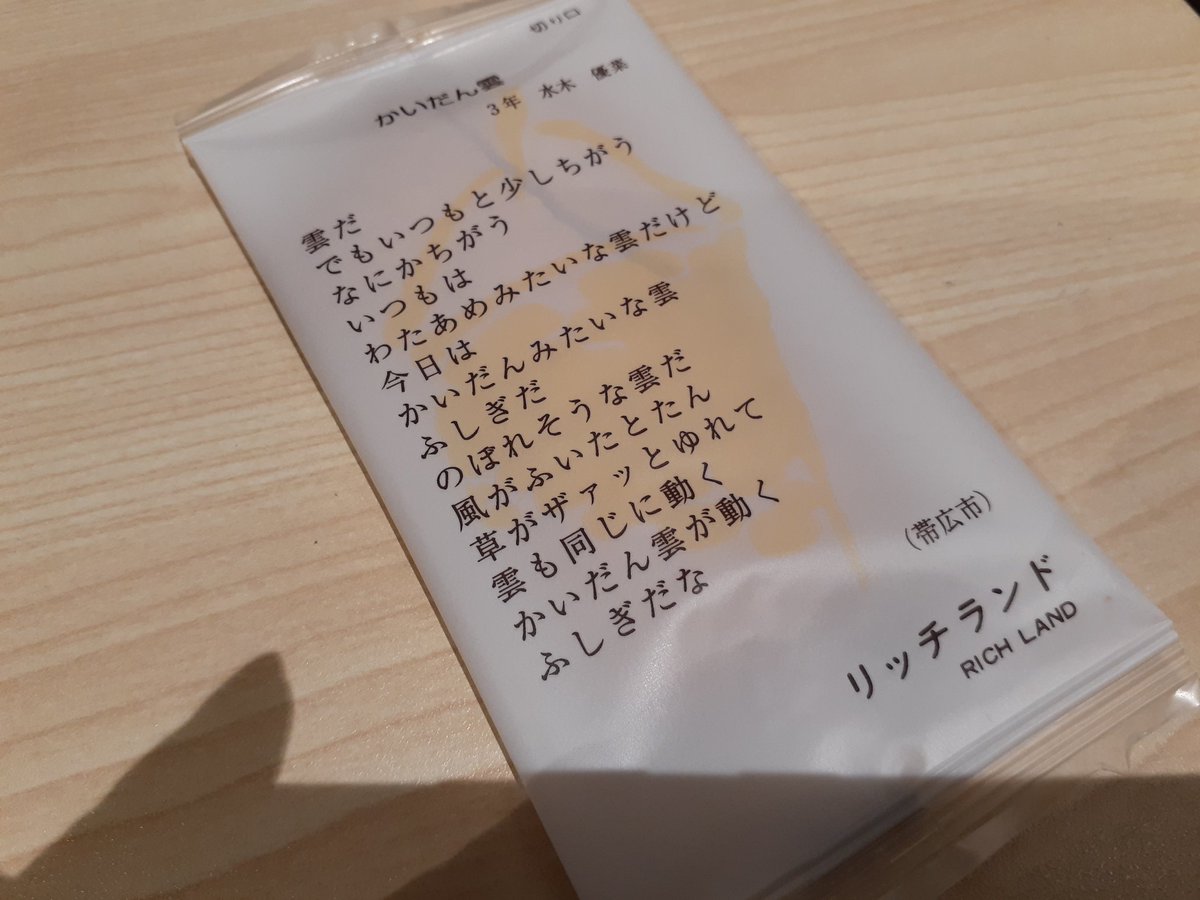 切り口
かいだん雲
3年 水木 優果
雲だ
でもいつもと少しちがう
なにかちがう
いつもは
わたあめみたいな雲だけど
今日は
かいだんみたいな雲
ふしぎだ
のぼれそうな雲だ
風がふいたとたん
草がザァッとゆれて
雲も同じに動く
かいだん雲が動く
ふしぎだな
(帯広市)
リッチランド
RICH LAND